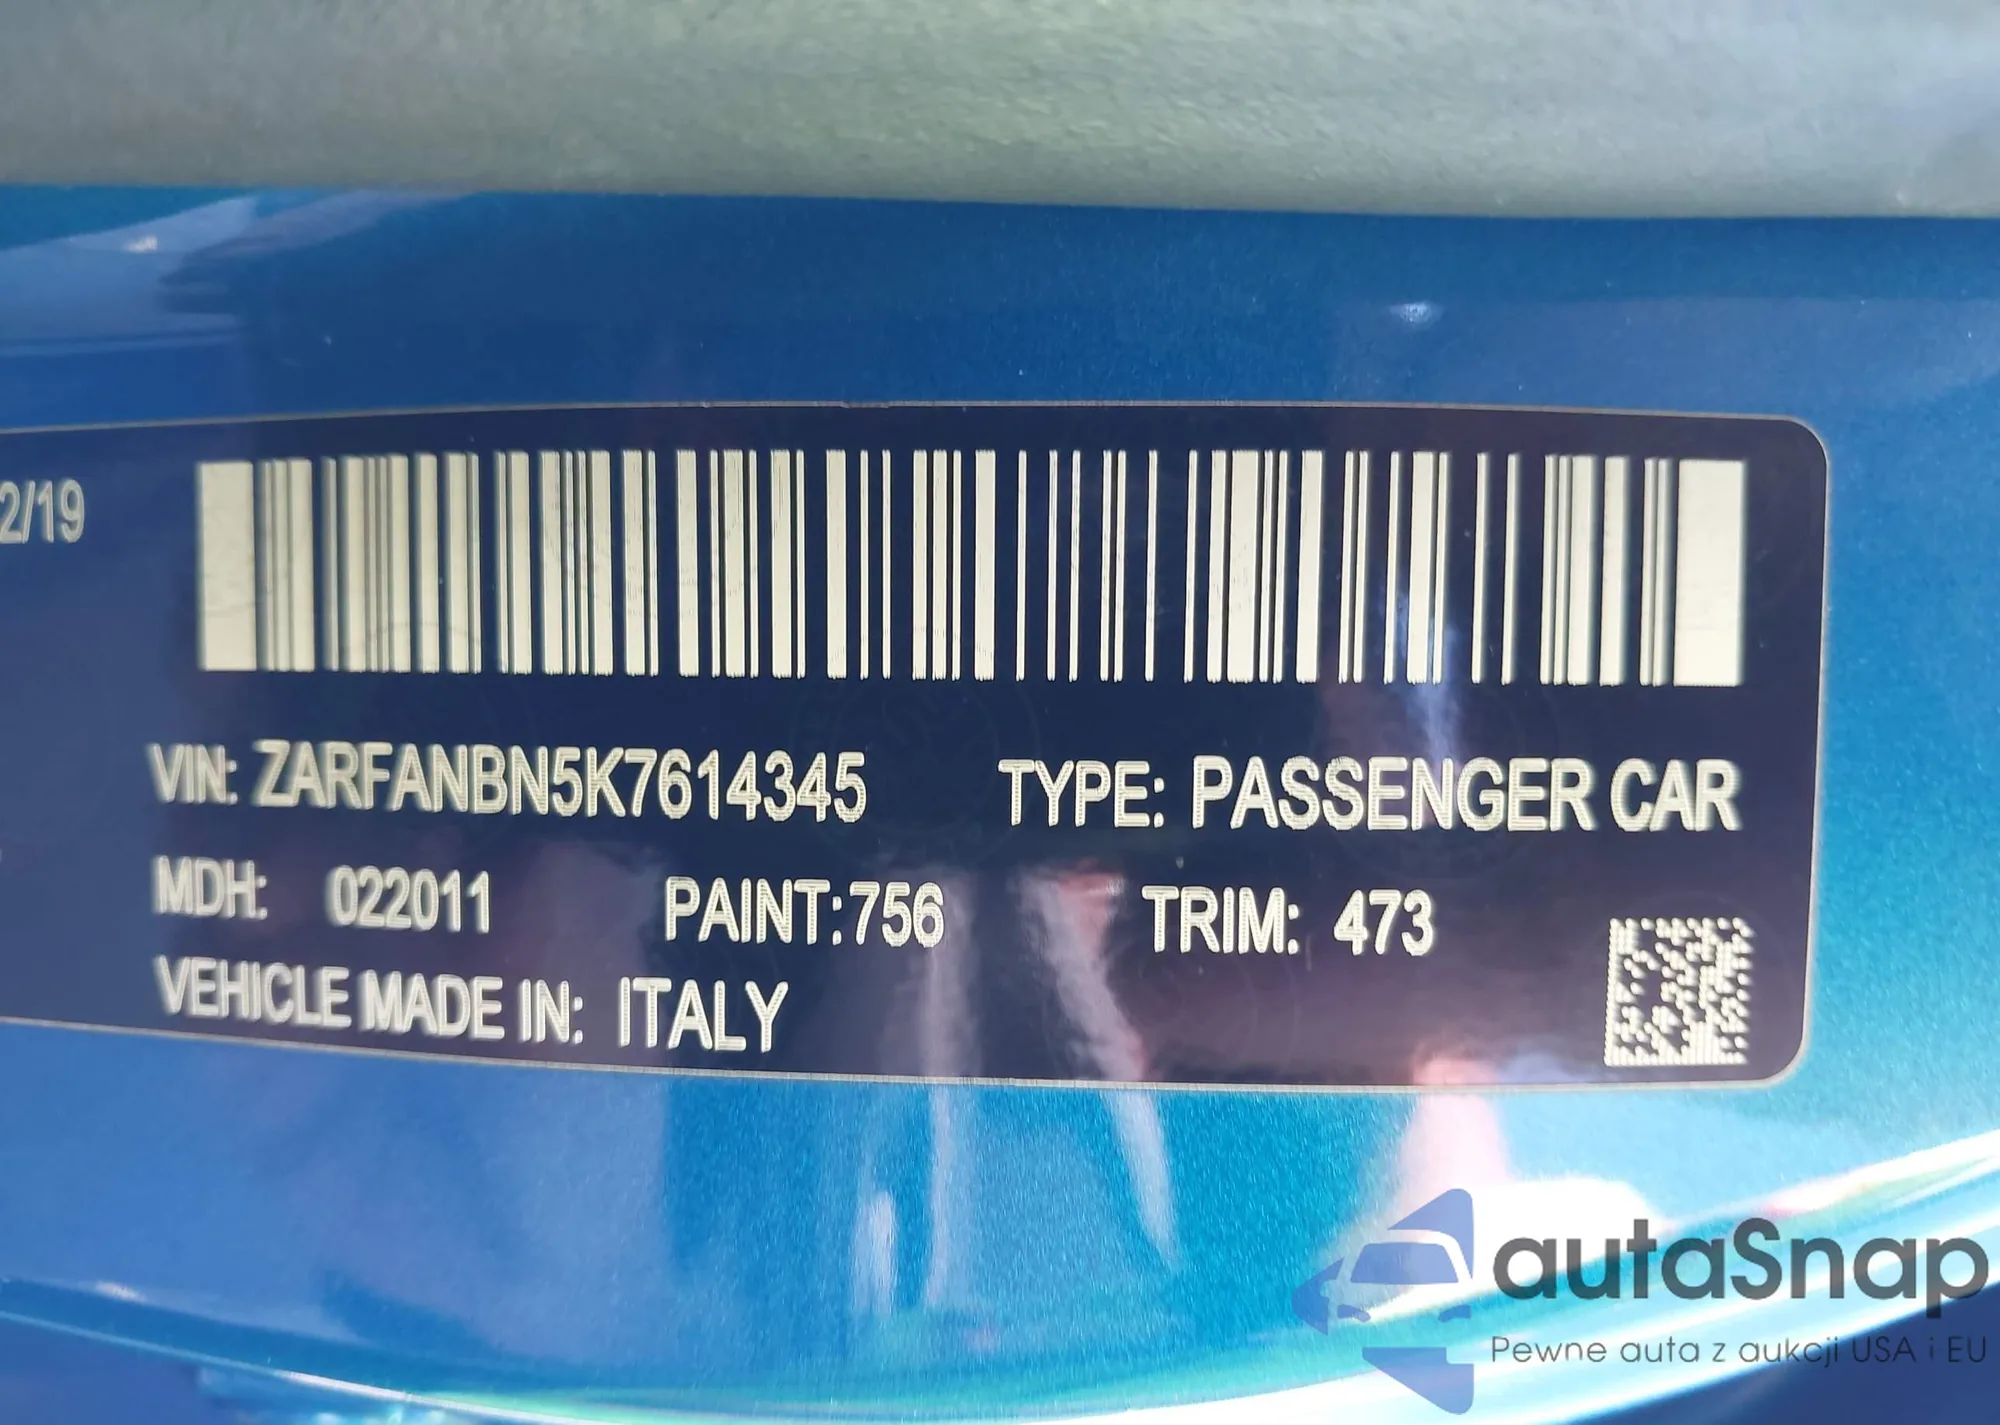 2/19
VIN: ZARFANBN5K7614345 TYPE: PASSENGER CAR
MDH: 022011 PAINT:756 TRIM: 473
VEHICLE MADE IN: ITALY
autaSnap
Pewne auta z aukcji USA i EU